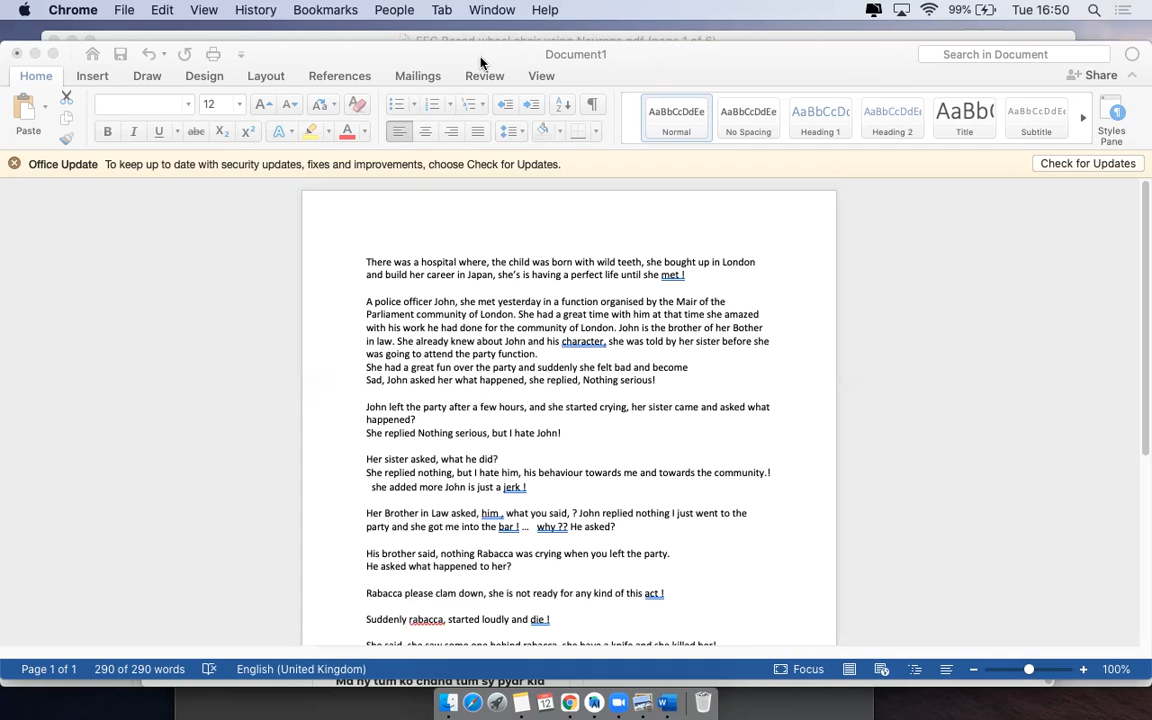 Chrome File Edit View History Bookmarks People Tab Window Help 99% Tue 16:50
Document1
Search in Document
Home Insert Draw Design Layout References Mailings Review View Share
Paste
12
AaBbCcDdEe AaBbCcDdEe AaBbCcDc AaBbCcDdEe AaBb( AaBbCcDdEe
Normal No Spacing Heading 1 Heading 2 Title Subtitle
Styles
Pane
Office Update To keep up to date with security updates, fixes and improvements, choose Check for Updates.
Check for Updates
There was a hospital where, the child was born with wild teeth, she bought up in London
and build her career in Japan, she's is having a perfect life until she met !
A police officer John, she met yesterday in a function organised by the Mair of the
Parliament community of London. She had a great time with him at that time she amazed
with his work he had done for the community of London. John is the brother of her Bother
in law. She already knew about John and his character, she was told by her sister before she
was going to attend the party function.
She had a great fun over the party and suddenly she felt bad and become
Sad, John asked her what happened, she replied, Nothing serious!
John left the party after a few hours, and she started crying, her sister came and asked what
happened?
She replied Nothing serious, but I hate John!
Her sister asked, what he did?
She replied nothing, but I hate him, his behaviour towards me and towards the community.!
she added more John is just a jerk !
Her Brother in Law asked, him , what you said, ? John replied nothing I just went to the
party and she got me into the bar ! ... why ?? He asked?
His brother said, nothing Rabacca was crying when you left the party.
He asked what happened to her?
Rabacca please clam down, she is not ready for any kind of this act !
Suddenly rabacca, started loudly and die !
She said, she saw some one behind rabacca, she have a knife and she killed her!
Page 1 of 1 290 of 290 words English (United Kingdom) Focus 100%